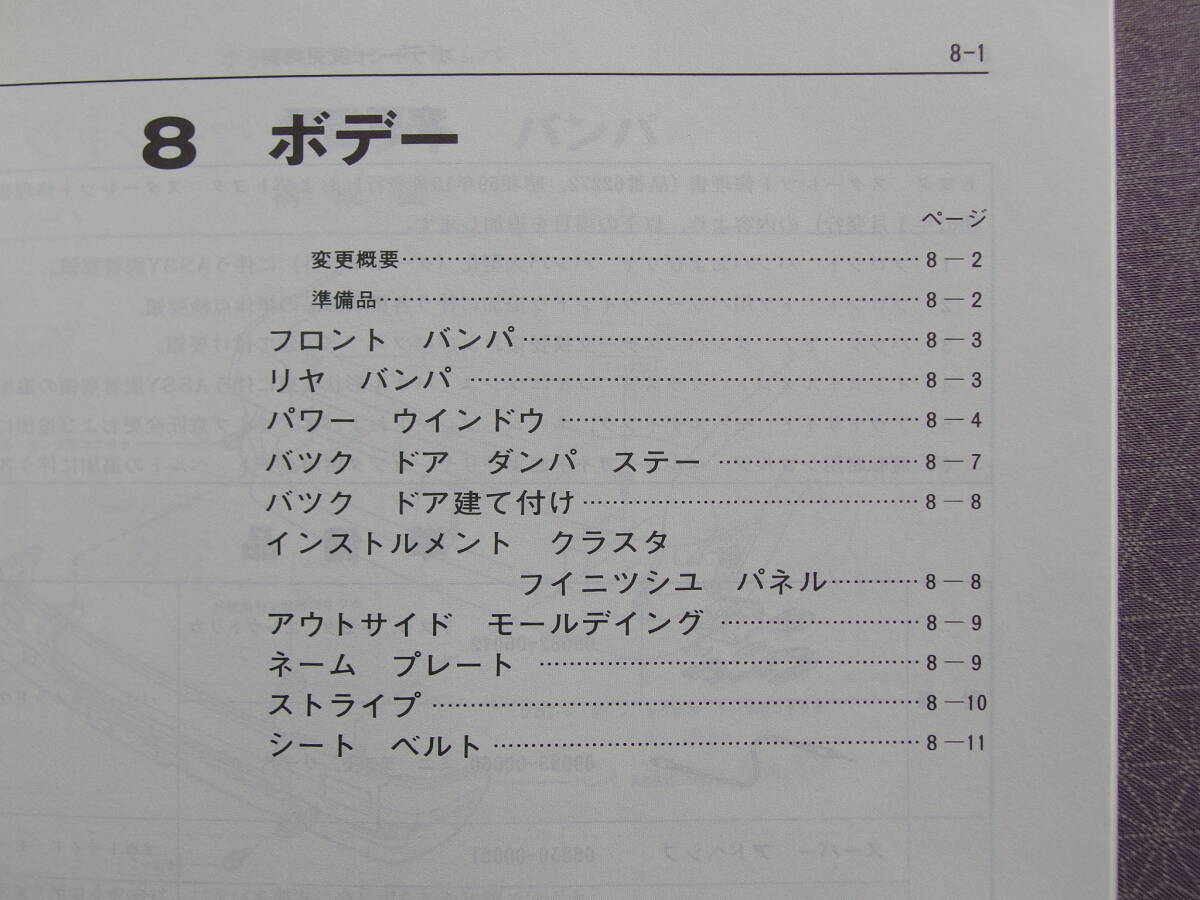 8-1
8 ボデー
ページ
変更概要……8－2
準備品……8－2
フロント バンパ……8－3
リヤ バンパ……8－3
パワー ウインドウ……8－4
バツク ドア ダンパ ステー……8－7
バツク ドア建て付け……8－8
インストルメント クラスタ
フイニツシユ パネル……8－8
アウトサイド モールデイング……8－9
ネーム プレート……8－9
ストライプ……8－10
シート ベルト……8－11